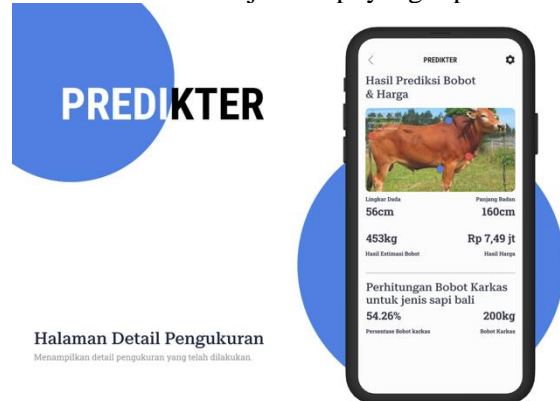 PREDIKTER
Halaman Detail Pengukuran
Menampilkan detail pengukuran yang telah dilakukan.
PREDIKTER
Hasil Prediksi Bobot
& Harga
Lingkar Dada Panjang Badan
56cm 160cm
453kg Rp 7,49 jt
Hasil Estimasi Bobot Hasil Harga
Perhitungan Bobot Karkas
untuk jenis sapi bali
54.26% 200kg
Persentase Bobot karkas Bobot Karkas